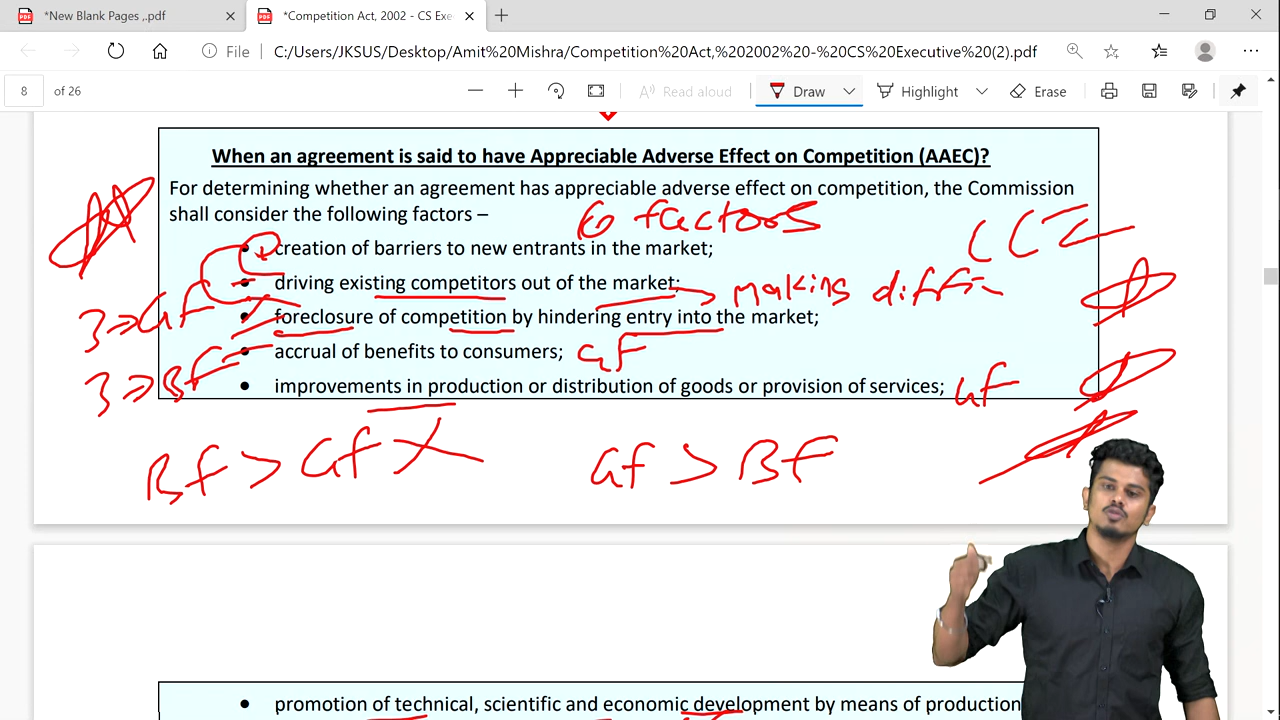 *New Blank Pages ,.pdf
*Competition Act, 2002 - CS Exe
File
C:/Users/JKSUS/Desktop/Amit%20Mishra/Competition%20Act,%202002%20-%20CS%20Executive%20(2).pdf
8 of 26
Read aloud
Draw
Highlight
Erase
When an agreement is said to have Appreciable Adverse Effect on Competition (AAEC)?
For determining whether an agreement has appreciable adverse effect on competition, the Commission
shall consider the following factors –
6 factors
CCI
• creation of barriers to new entrants in the market;
• driving existing competitors out of the market;
making diffi
• foreclosure of competition by hindering entry into the market;
3 => GF
• accrual of benefits to consumers; GF
3 => BF
• improvements in production or distribution of goods or provision of services; GF
BF > GF X
GF > BF
• promotion of technical, scientific and economic development by means of production